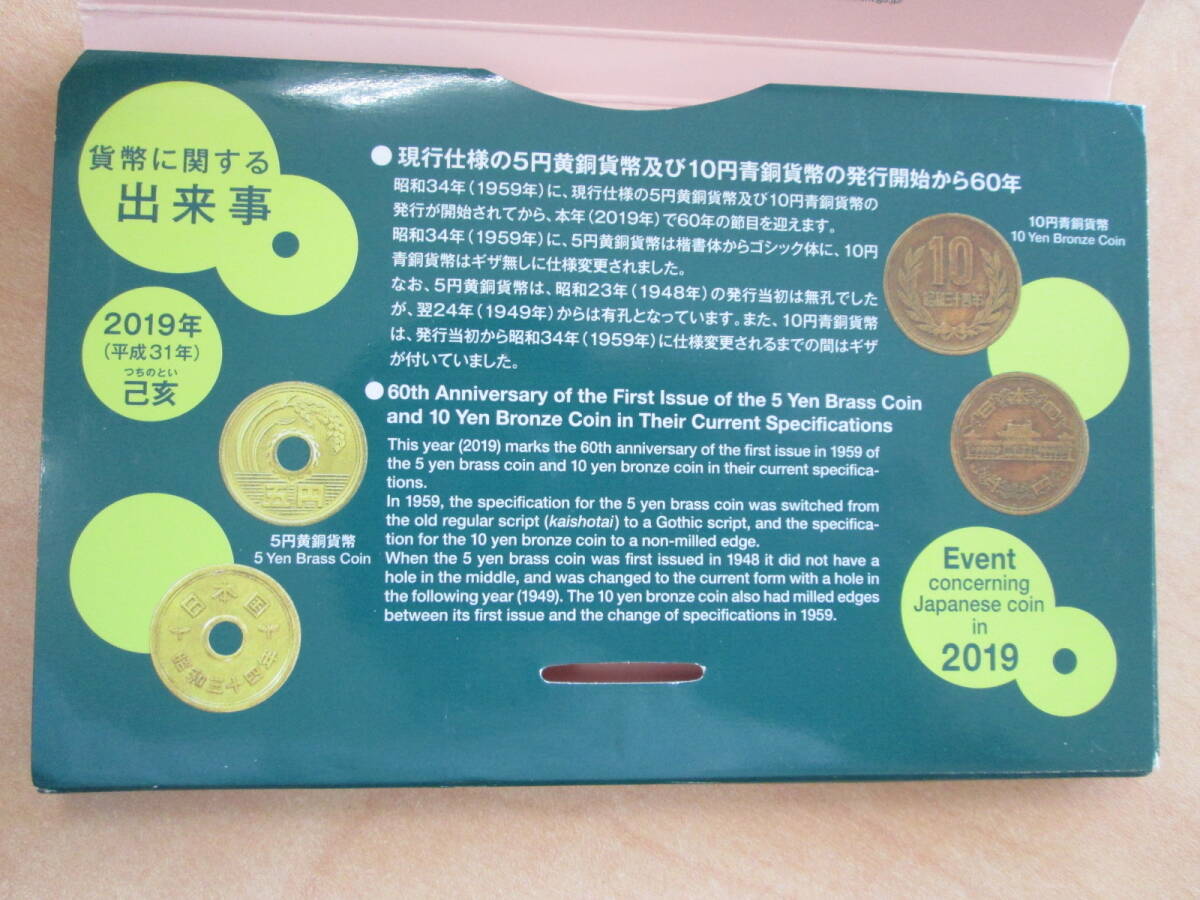 貨幣に関する
出来事
2019年
(平成31年)
つちのとい
己亥
● 現行仕様の5円黄銅貨幣及び10円青銅貨幣の発行開始から60年
昭和34年(1959年)に、現行仕様の5円黄銅貨幣及び10円青銅貨幣の
発行が開始されてから、本年(2019年)で60年の節目を迎えます。
昭和34年(1959年)に、5円黄銅貨幣は楷書体からゴシック体に、10円
青銅貨幣はギザ無しに仕様変更されました。
なお、5円黄銅貨幣は、昭和23年(1948年)の発行当初は無孔でした
が、翌24年(1949年)からは有孔となっています。また、10円青銅貨幣
は、発行当初から昭和34年(1959年)に仕様変更されるまでの間はギザ
が付いていました。
● 60th Anniversary of the First Issue of the 5 Yen Brass Coin
and 10 Yen Bronze Coin in Their Current Specifications
This year (2019) marks the 60th anniversary of the first issue in 1959 of
the 5 yen brass coin and 10 yen bronze coin in their current specifica-
tions.
In 1959, the specification for the 5 yen brass coin was switched from
the old regular script (kaishotai) to a Gothic script, and the specifica-
tion for the 10 yen bronze coin to a non-milled edge.
When the 5 yen brass coin was first issued in 1948 it did not have a
hole in the middle, and was changed to the current form with a hole in
the following year (1949). The 10 yen bronze coin also had milled edges
between its first issue and the change of specifications in 1959.
五円
5円黄銅貨幣
5 Yen Brass Coin
日本国
昭和三十四年
10円青銅貨幣
10 Yen Bronze Coin
10
昭和三十四年
Event
concerning
Japanese coin
in
2019